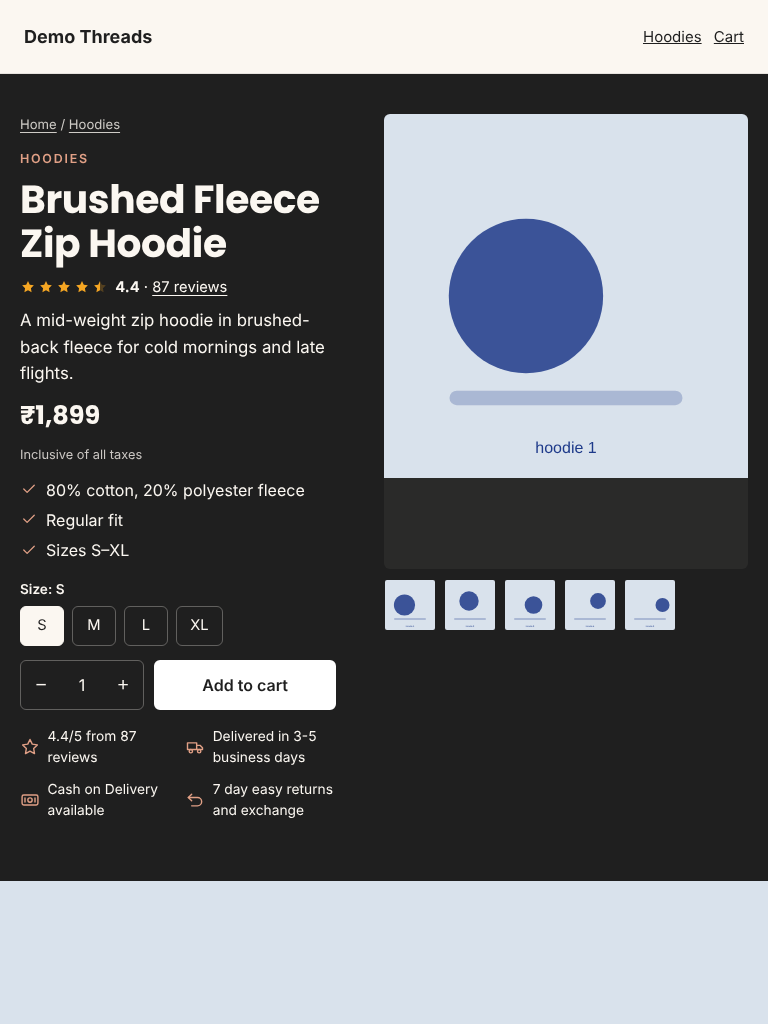 Demo Threads
Hoodies Cart
Home / Hoodies
HOODIES
Brushed Fleece
Zip Hoodie
4.4 · 87 reviews
A mid-weight zip hoodie in brushed-
back fleece for cold mornings and late
flights.
₹1,899
Inclusive of all taxes
80% cotton, 20% polyester fleece
Regular fit
Sizes S–XL
Size: S
S M L XL
− 1 +
Add to cart
4.4/5 from 87
reviews
Delivered in 3-5
business days
Cash on Delivery
available
7 day easy returns
and exchange
hoodie 1